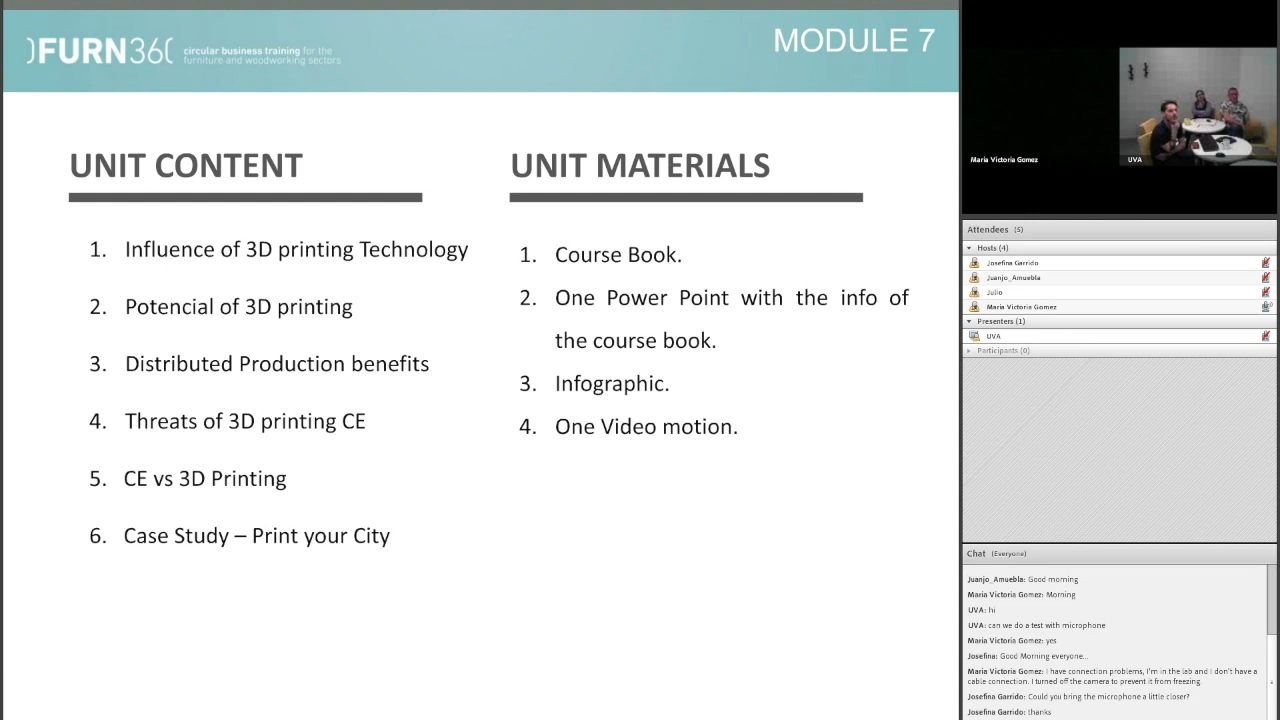 )FURN36(
circular business training for the
furniture and woodworking sectors
MODULE 7
UNIT CONTENT
1. Influence of 3D printing Technology
2. Potencial of 3D printing
3. Distributed Production benefits
4. Threats of 3D printing CE
5. CE vs 3D Printing
6. Case Study – Print your City
UNIT MATERIALS
1. Course Book.
2. One Power Point with the info of
the course book.
3. Infographic.
4. One Video motion.
Maria Victoria Gomez
UVA
Attendees (5)
Hosts (4)
Josefina Garrido
Juanjo_Amuebla
Julio
Maria Victoria Gomez
Presenters (1)
UVA
Participants (0)
Chat (Everyone)
Juanjo_Amuebla: Good morning
Maria Victoria Gomez: Morning
UVA: hi
UVA: can we do a test with microphone
Maria Victoria Gomez: yes
Josefina: Good Morning everyone...
Maria Victoria Gomez: I have connection problems, I'm in the lab and I don't have a
cable connection. I turned off the camera to prevent it from freezing.
Josefina Garrido: Could you bring the microphone a little closer?
Josefina Garrido: thanks